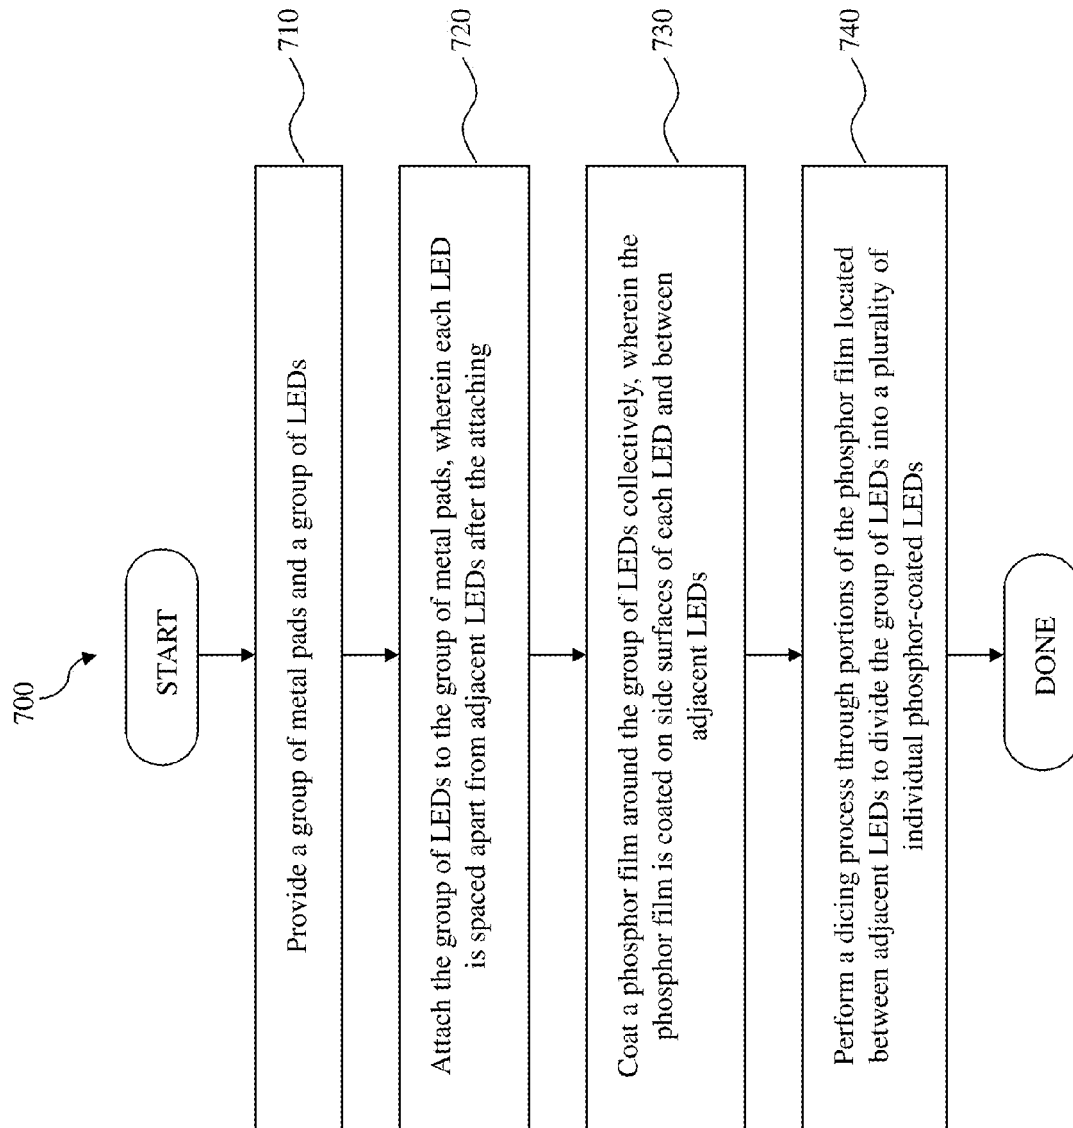 700
START
Provide a group of metal pads and a group of LEDs
710
Attach the group of LEDs to the group of metal pads, wherein each LED
is spaced apart from adjacent LEDs after the attaching
720
Coat a phosphor film around the group of LEDs collectively, wherein the
phosphor film is coated on side surfaces of each LED and between
adjacent LEDs
730
Perform a dicing process through portions of the phosphor film located
between adjacent LEDs to divide the group of LEDs into a plurality of
individual phosphor-coated LEDs
740
DONE